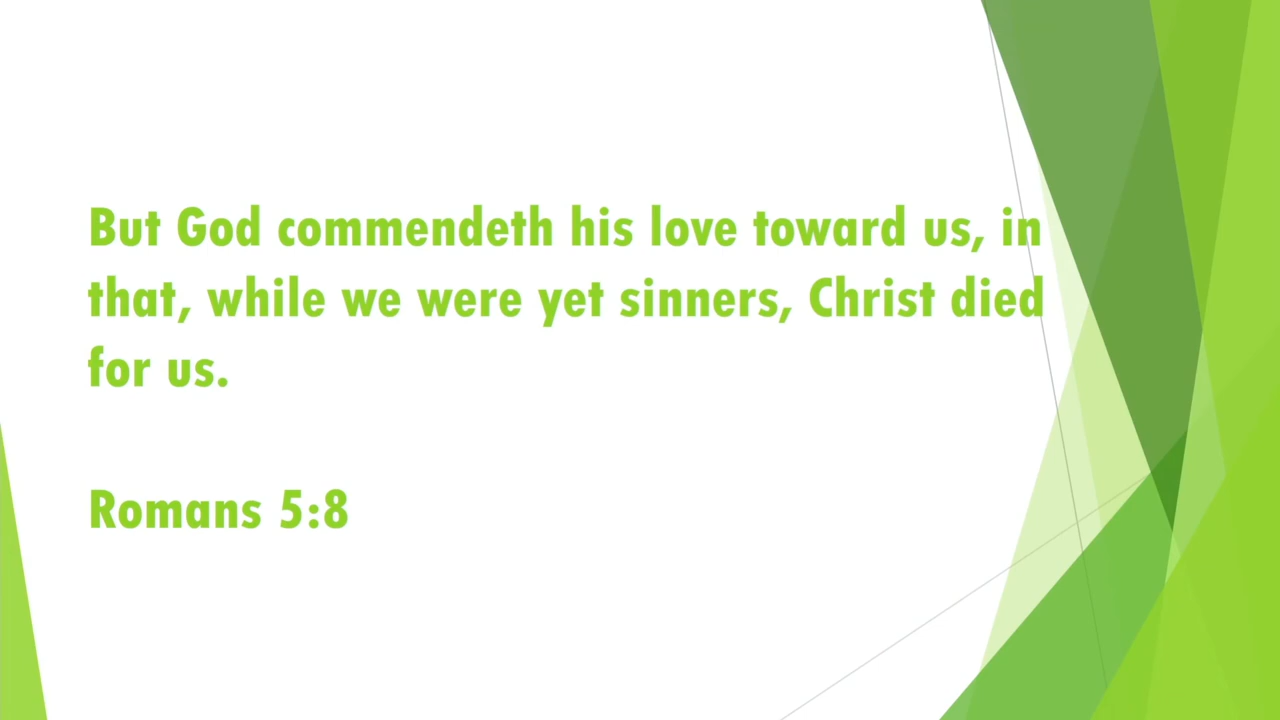 But God commendeth his love toward us, in
that, while we were yet sinners, Christ died
for us.
Romans 5:8